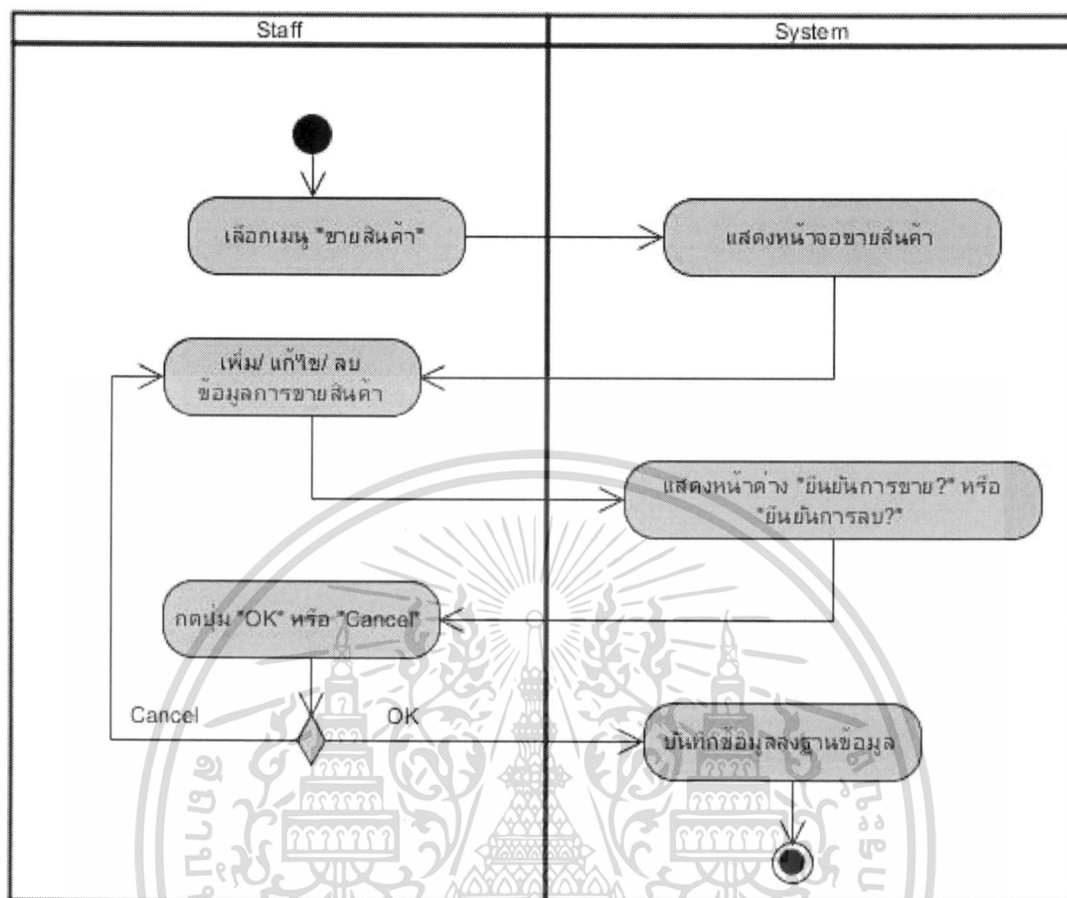 Staff
System
เลือกเมนู "ขายสินค้า"
แสดงหน้าจอขายสินค้า
เพิ่ม/ แก้ไข/ ลบ
ข้อมูลการขายสินค้า
แสดงหน้าต่าง "ยืนยันการขาย?" หรือ
"ยืนยันการลบ?"
กดปุ่ม "OK" หรือ "Cancel"
Cancel
OK
บันทึกข้อมูลลงฐานข้อมูล